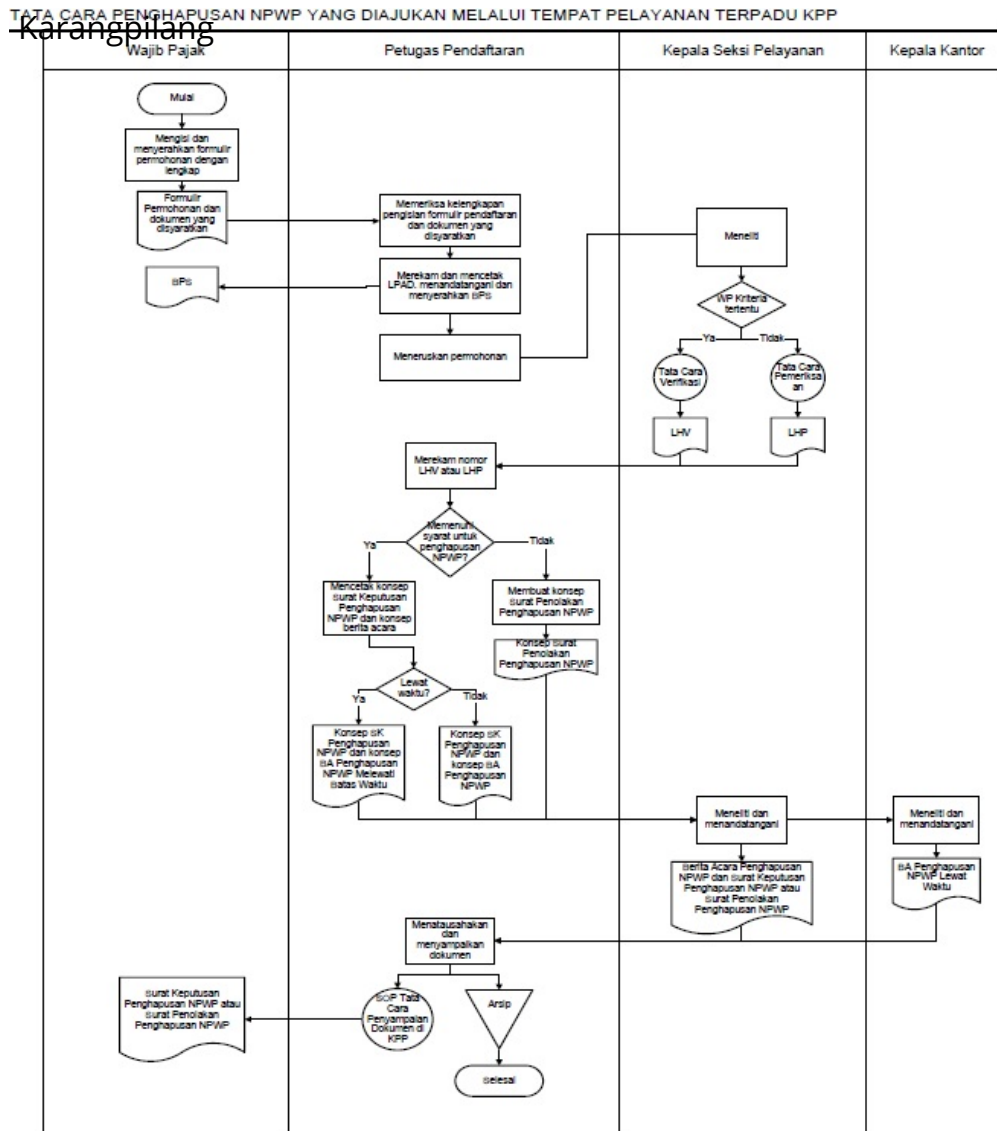 TATA CARA PENGHAPUSAN NPWP YANG DIAJUKAN MELALUI TEMPAT PELAYANAN TERPADU KPP
Karangpilang
Wajib Pajak
Petugas Pendaftaran
Kepala Seksi Pelayanan
Kepala Kantor
Mulai
Mengisi dan
menyerahkan formulir
permohonan dengan
lengkap
Formulir
Permohonan dan
dokumen yang
disyaratkan
Memeriksa kelengkapan
pengisian formulir pendaftaran
dan dokumen yang
disyaratkan
Meneliti
BPS
Merekam dan mencetak
LPAD, menandatangani dan
menyerahkan BPS
WP Kriteria
tertentu
Meneruskan permohonan
Ya
Tidak
Tata Cara
Verifikasi
Tata Cara
Pemeriksa
an
LHV
LHP
Merekam nomor
LHV atau LHP
Memenuhi
syarat untuk
penghapusan
NPWP?
Ya
Tidak
Mencetak konsep
Surat Keputusan
Penghapusan
NPWP dan konsep
berita acara
Membuat konsep
Surat Penolakan
Penghapusan NPWP
Konsep Surat
Penolakan
Penghapusan NPWP
Lewat
waktu?
Ya
Tidak
Konsep SK
Penghapusan
NPWP dan konsep
BA Penghapusan
NPWP Melewati
Batas Waktu
Konsep SK
Penghapusan
NPWP dan
konsep BA
Penghapusan
NPWP
Meneliti dan
menandatangani
Meneliti dan
menandatangani
Berita Acara Penghapusan
NPWP dan Surat Keputusan
Penghapusan NPWP atau
Surat Penolakan
Penghapusan NPWP
BA Penghapusan
NPWP Lewat
Waktu
Menatausahakan
dan
menyampaikan
dokumen
Surat Keputusan
Penghapusan NPWP atau
Surat Penolakan
Penghapusan NPWP
SOP Tata
Cara
Penyampaian
Dokumen di
KPP
Arsip
Selesai